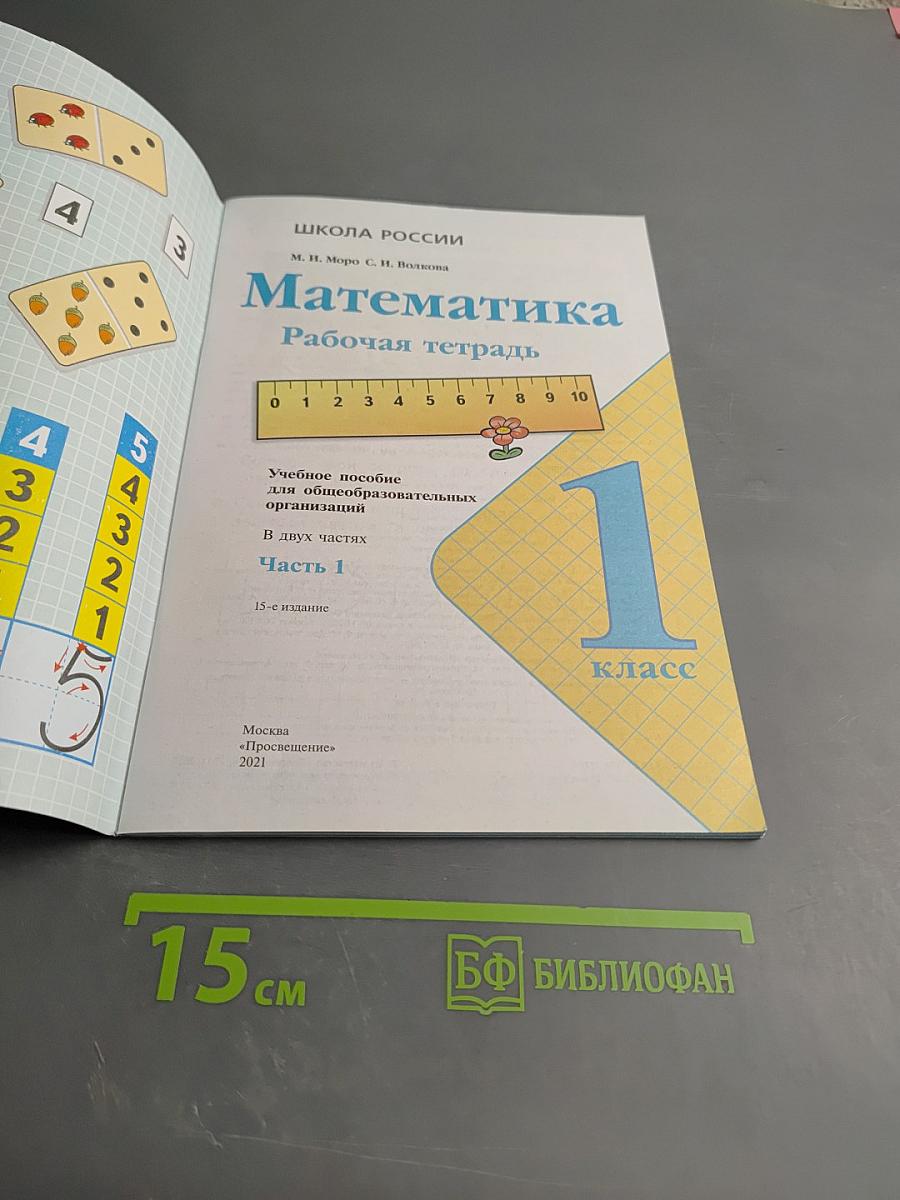 4
3
4
3
2
5
4
3
2
1
5
ШКОЛА РОССИИ
М. И. Моро С. И. Волкова
Математика
Рабочая тетрадь
0 1 2 3 4 5 6 7 8 9 10
Учебное пособие
для общеобразовательных
организаций
В двух частях
Часть 1
15-е издание
1
класс
Москва
«Просвещение»
2021
15 см
БФ БИБЛИОФАН